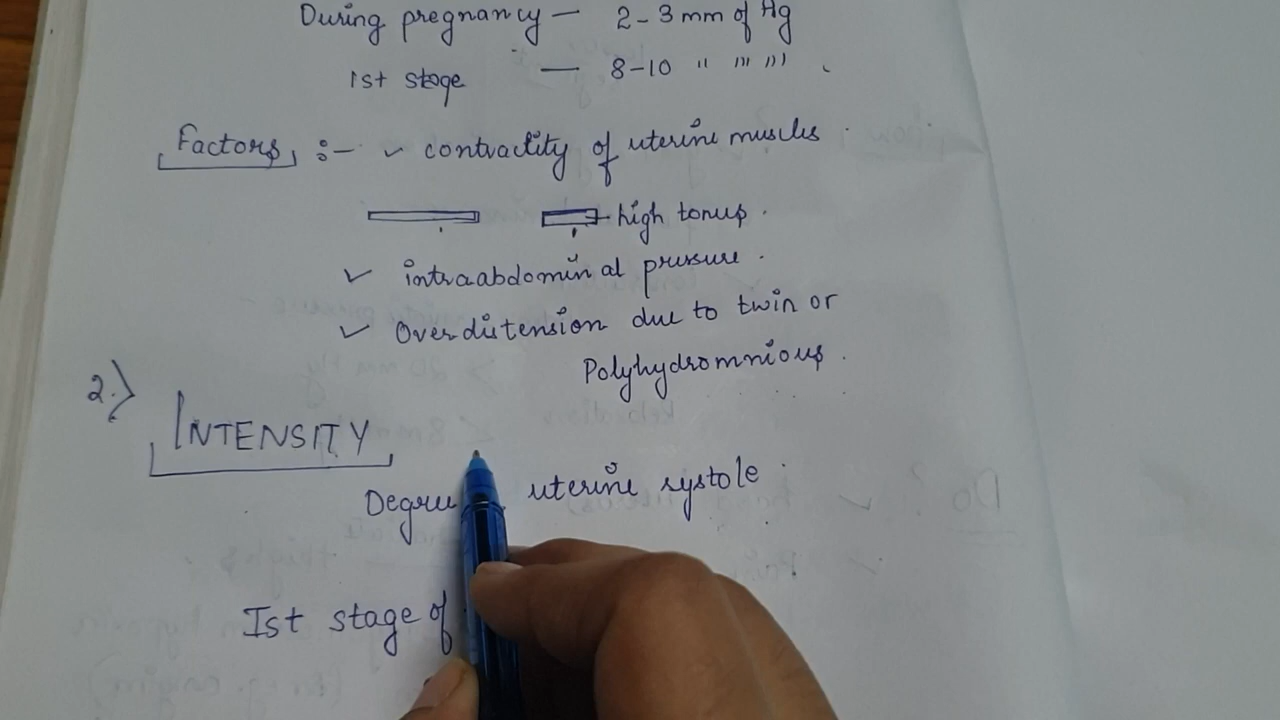 During pregnancy — 2-3 mm of Hg
1st stage — 8-10 " "' "'
Factors :- ✓ contractility of uterine muscles.
high tonus.
✓ intraabdominal pressure.
✓ Overdistension due to twin or
Polyhydromnious.
2.)
INTENSITY
Degree uterine systole
Ist stage of